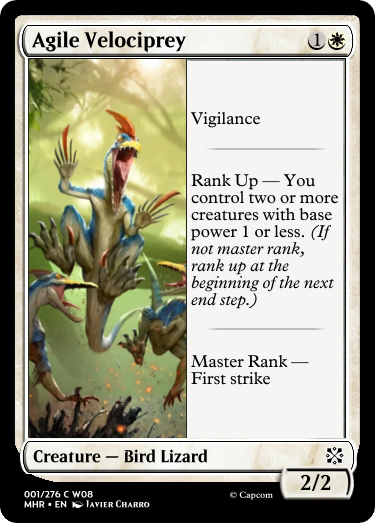 Agile Velociprey 1
Vigilance
Rank Up — You
control two or more
creatures with base
power 1 or less. (If
not master rank,
rank up at the
beginning of the next
end step.)
Master Rank —
First strike
Creature — Bird Lizard
2/2
001/276 C W08
MHR • EN Javier Charro
© Capcom